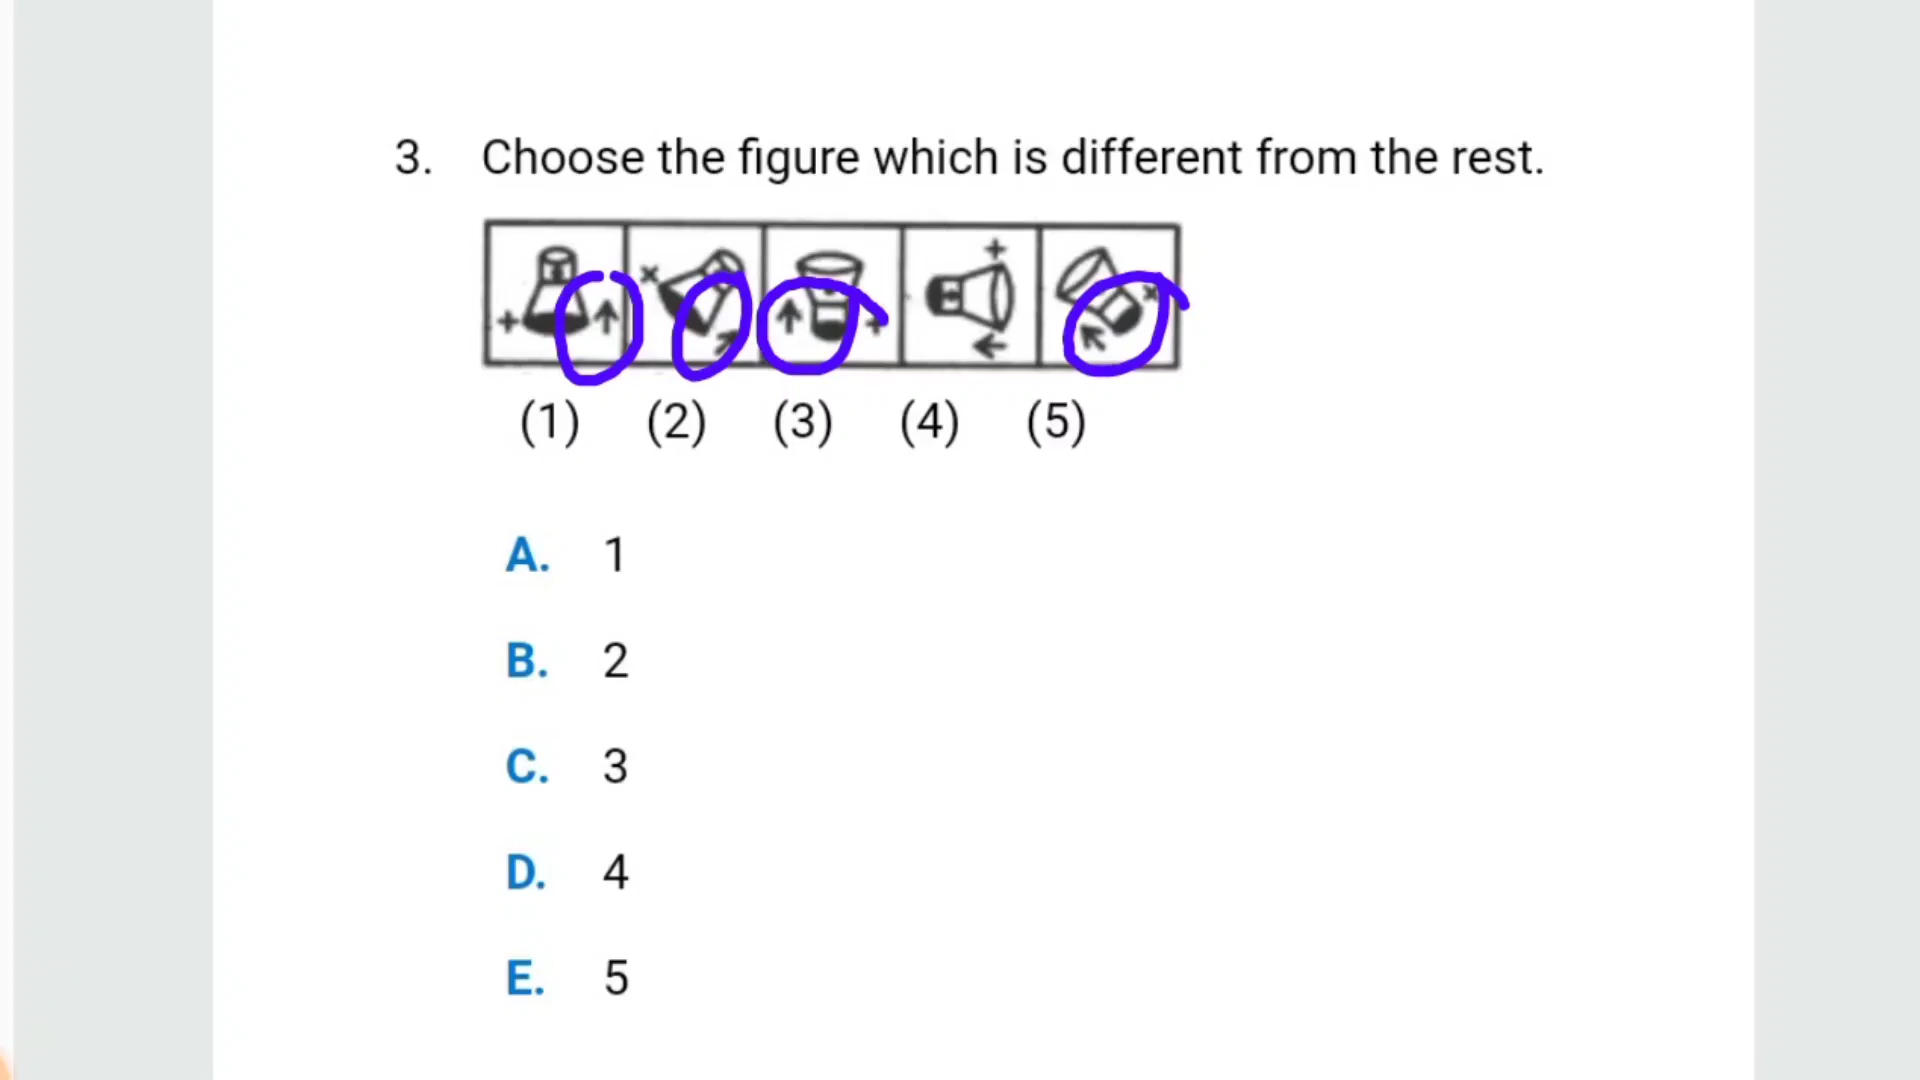 3. Choose the figure which is different from the rest.
(1) (2) (3) (4) (5)
A. 1
B. 2
C. 3
D. 4
E. 5